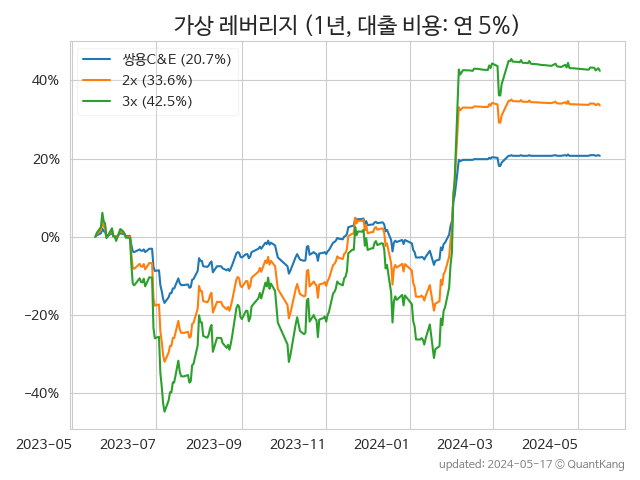 가상 레버리지 (1년, 대출 비용: 연 5%)
쌍용C&E (20.7%)
2x (33.6%)
3x (42.5%)
40%
20%
0%
−20%
−40%
2023-05 2023-07 2023-09 2023-11 2024-01 2024-03 2024-05
updated: 2024-05-17 © QuantKang